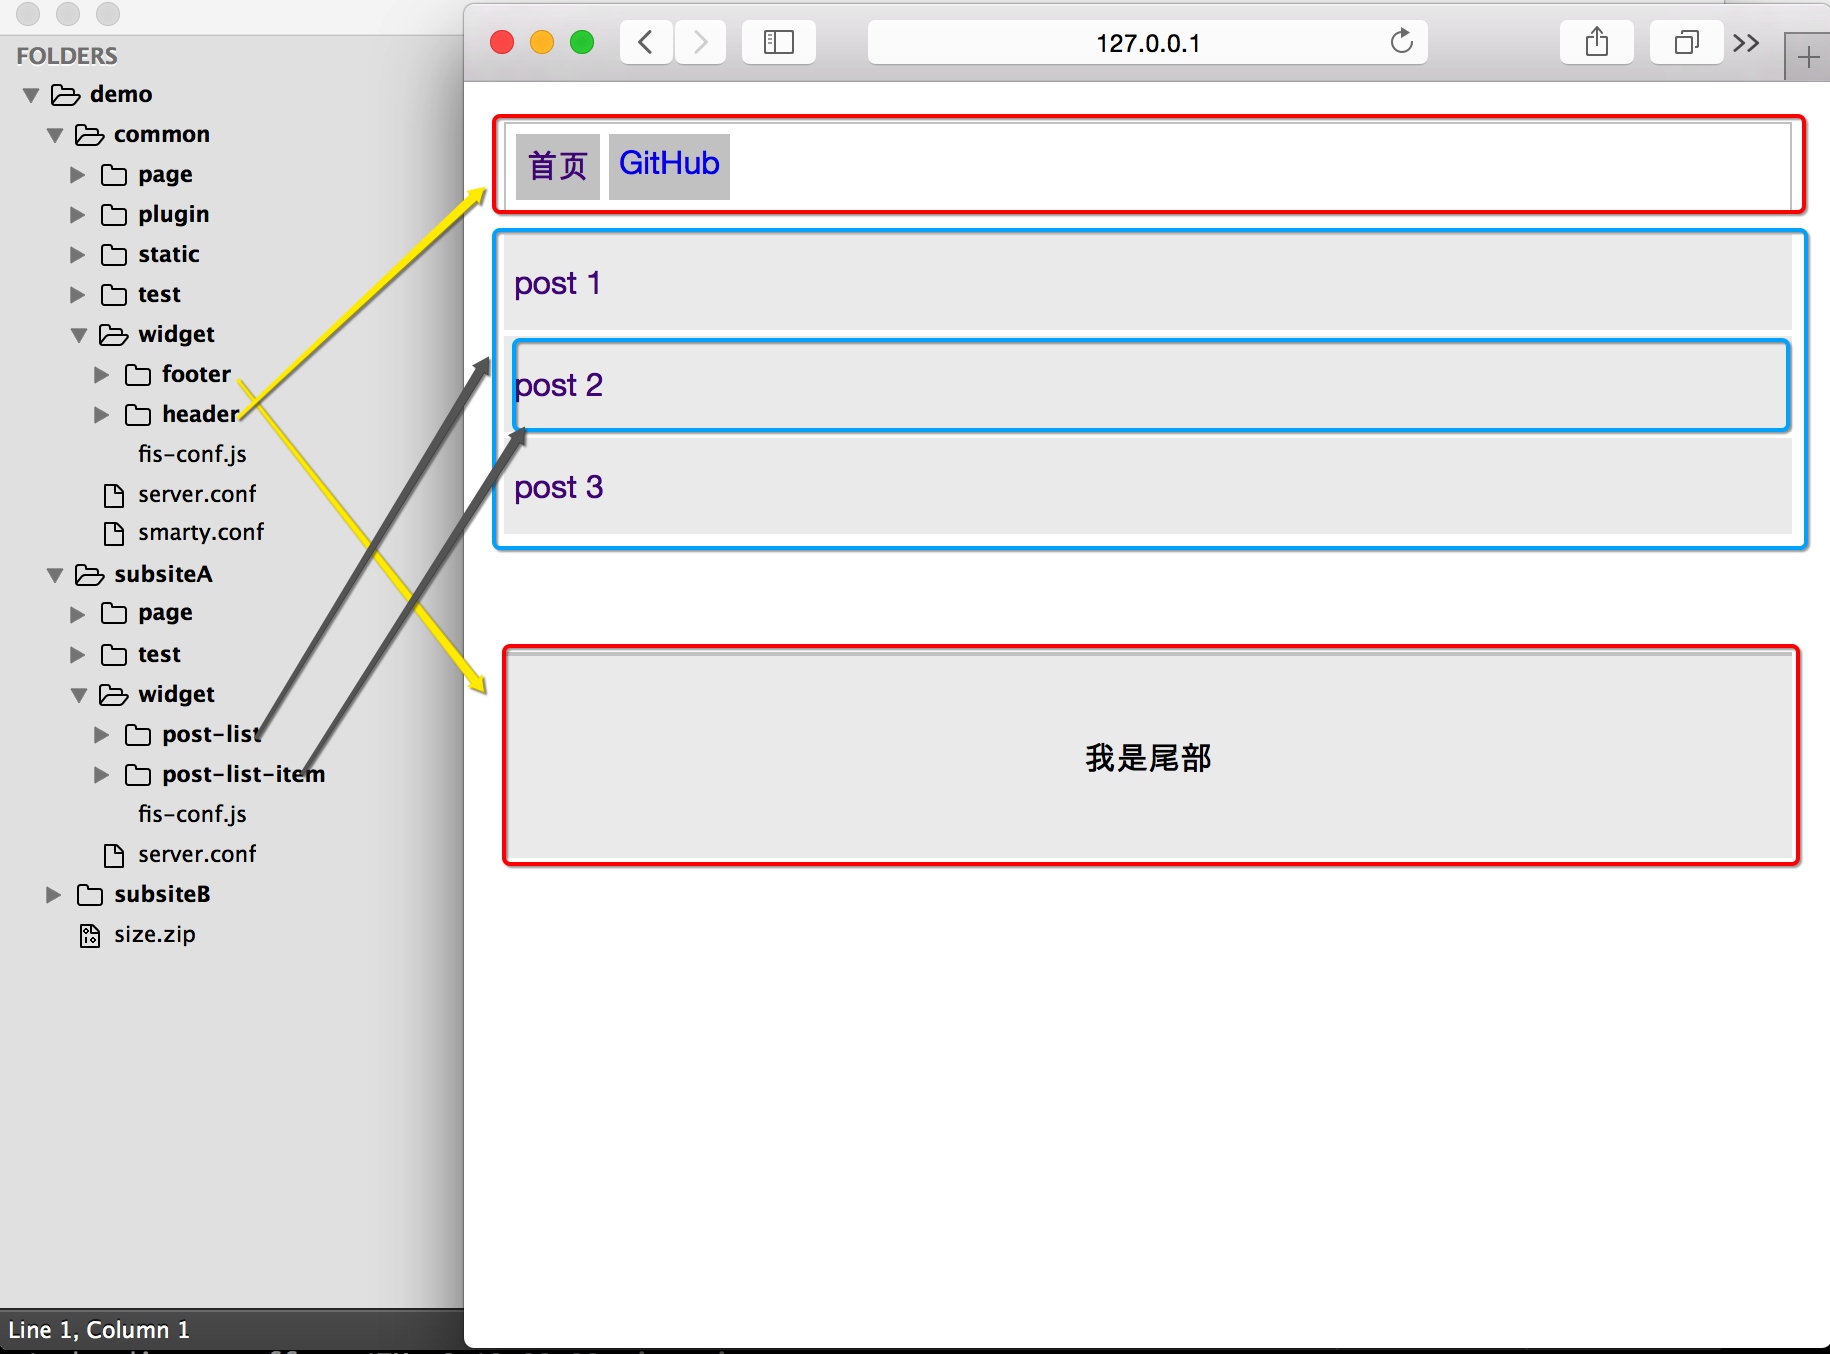 FOLDERS
demo
common
page
plugin
static
test
widget
footer
header
fis-conf.js
server.conf
smarty.conf
subsiteA
page
test
widget
post-list
post-list-item
fis-conf.js
server.conf
subsiteB
size.zip
Line 1, Column 1
127.0.0.1
首页 GitHub
post 1
post 2
post 3
我是尾部